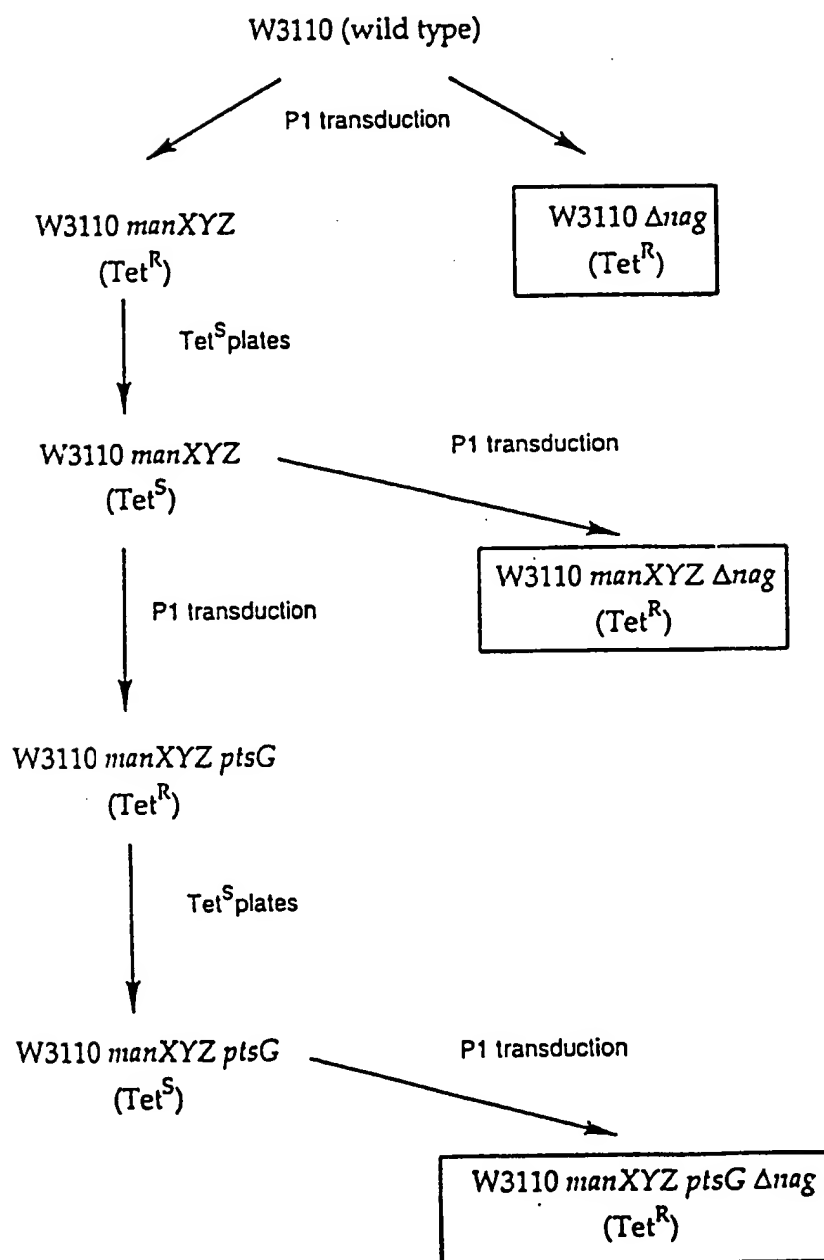 W3110 (wild type)
P1 transduction
W3110 manXYZ
(Tet^R)
W3110 Δnag
(Tet^R)
Tet^S plates
W3110 manXYZ
(Tet^S)
P1 transduction
W3110 manXYZ Δnag
(Tet^R)
P1 transduction
W3110 manXYZ ptsG
(Tet^R)
Tet^S plates
W3110 manXYZ ptsG
(Tet^S)
P1 transduction
W3110 manXYZ ptsG Δnag
(Tet^R)